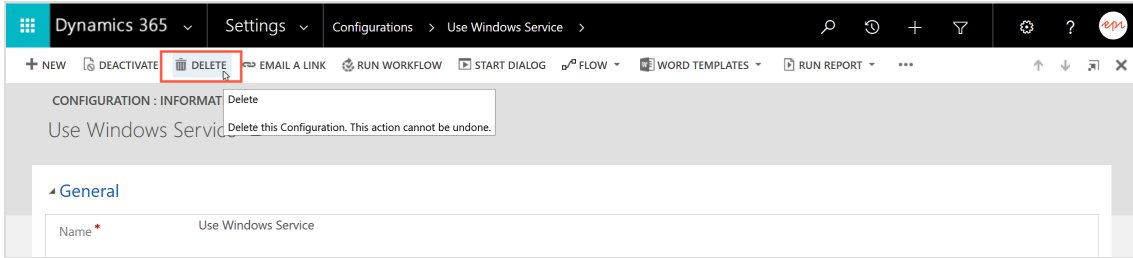 Dynamics 365 Settings Configurations > Use Windows Service > ? epi
NEW DEACTIVATE DELETE EMAIL A LINK RUN WORKFLOW START DIALOG FLOW WORD TEMPLATES RUN REPORT ...
CONFIGURATION : INFORMAT
Delete
Delete this Configuration. This action cannot be undone.
Use Windows Servic
General
Name * Use Windows Service